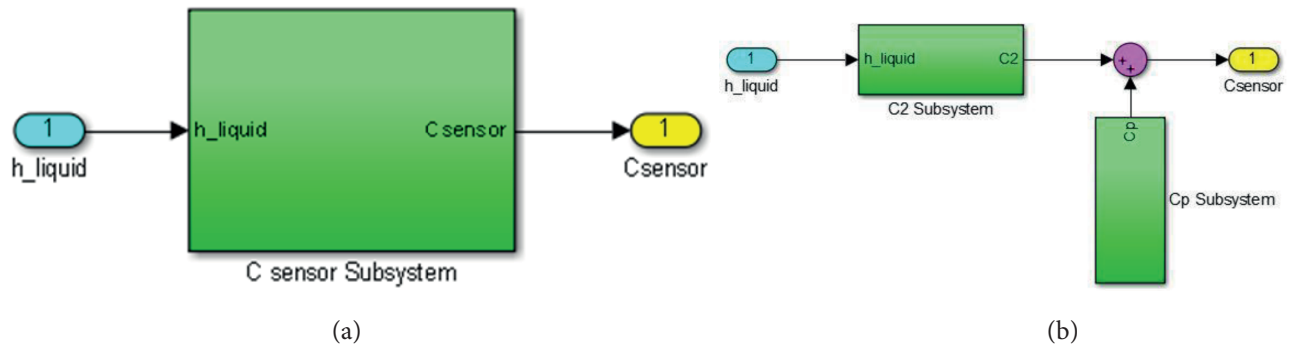 1
h_liquid
h_liquid
C sensor
C sensor Subsystem
1
Csensor
(a)
1
h_liquid
h_liquid
C2
C2 Subsystem
+
+
1
Csensor
Cp
Cp Subsystem
(b)